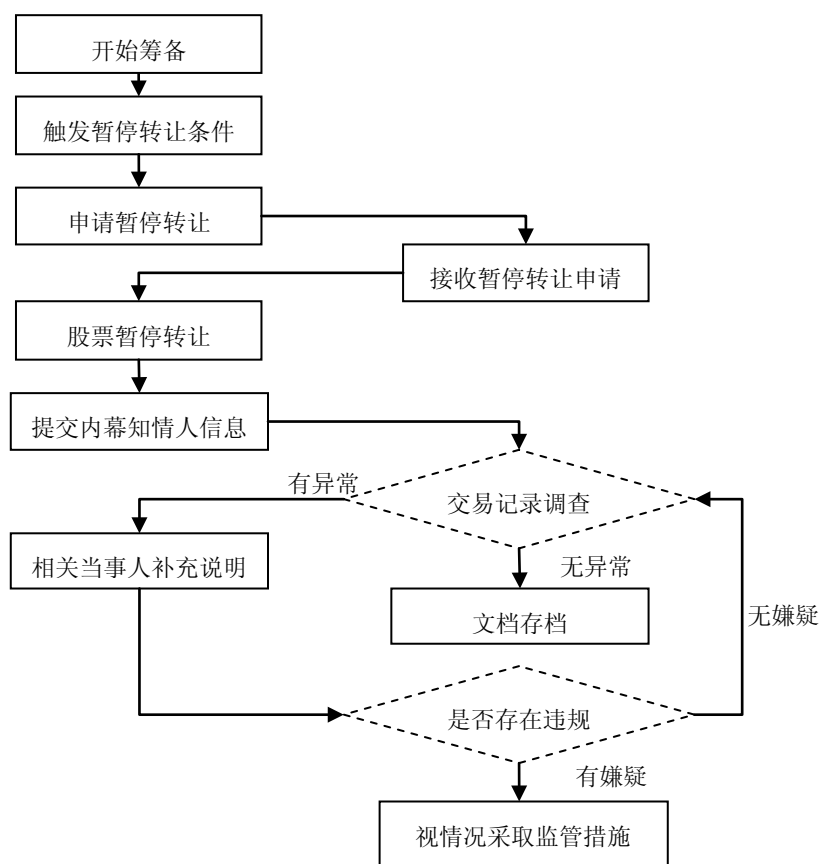 开始筹备
触发暂停转让条件
申请暂停转让
接收暂停转让申请
股票暂停转让
提交内幕知情人信息
有异常
交易记录调查
相关当事人补充说明
无异常
文档存档
无嫌疑
是否存在违规
有嫌疑
视情况采取监管措施